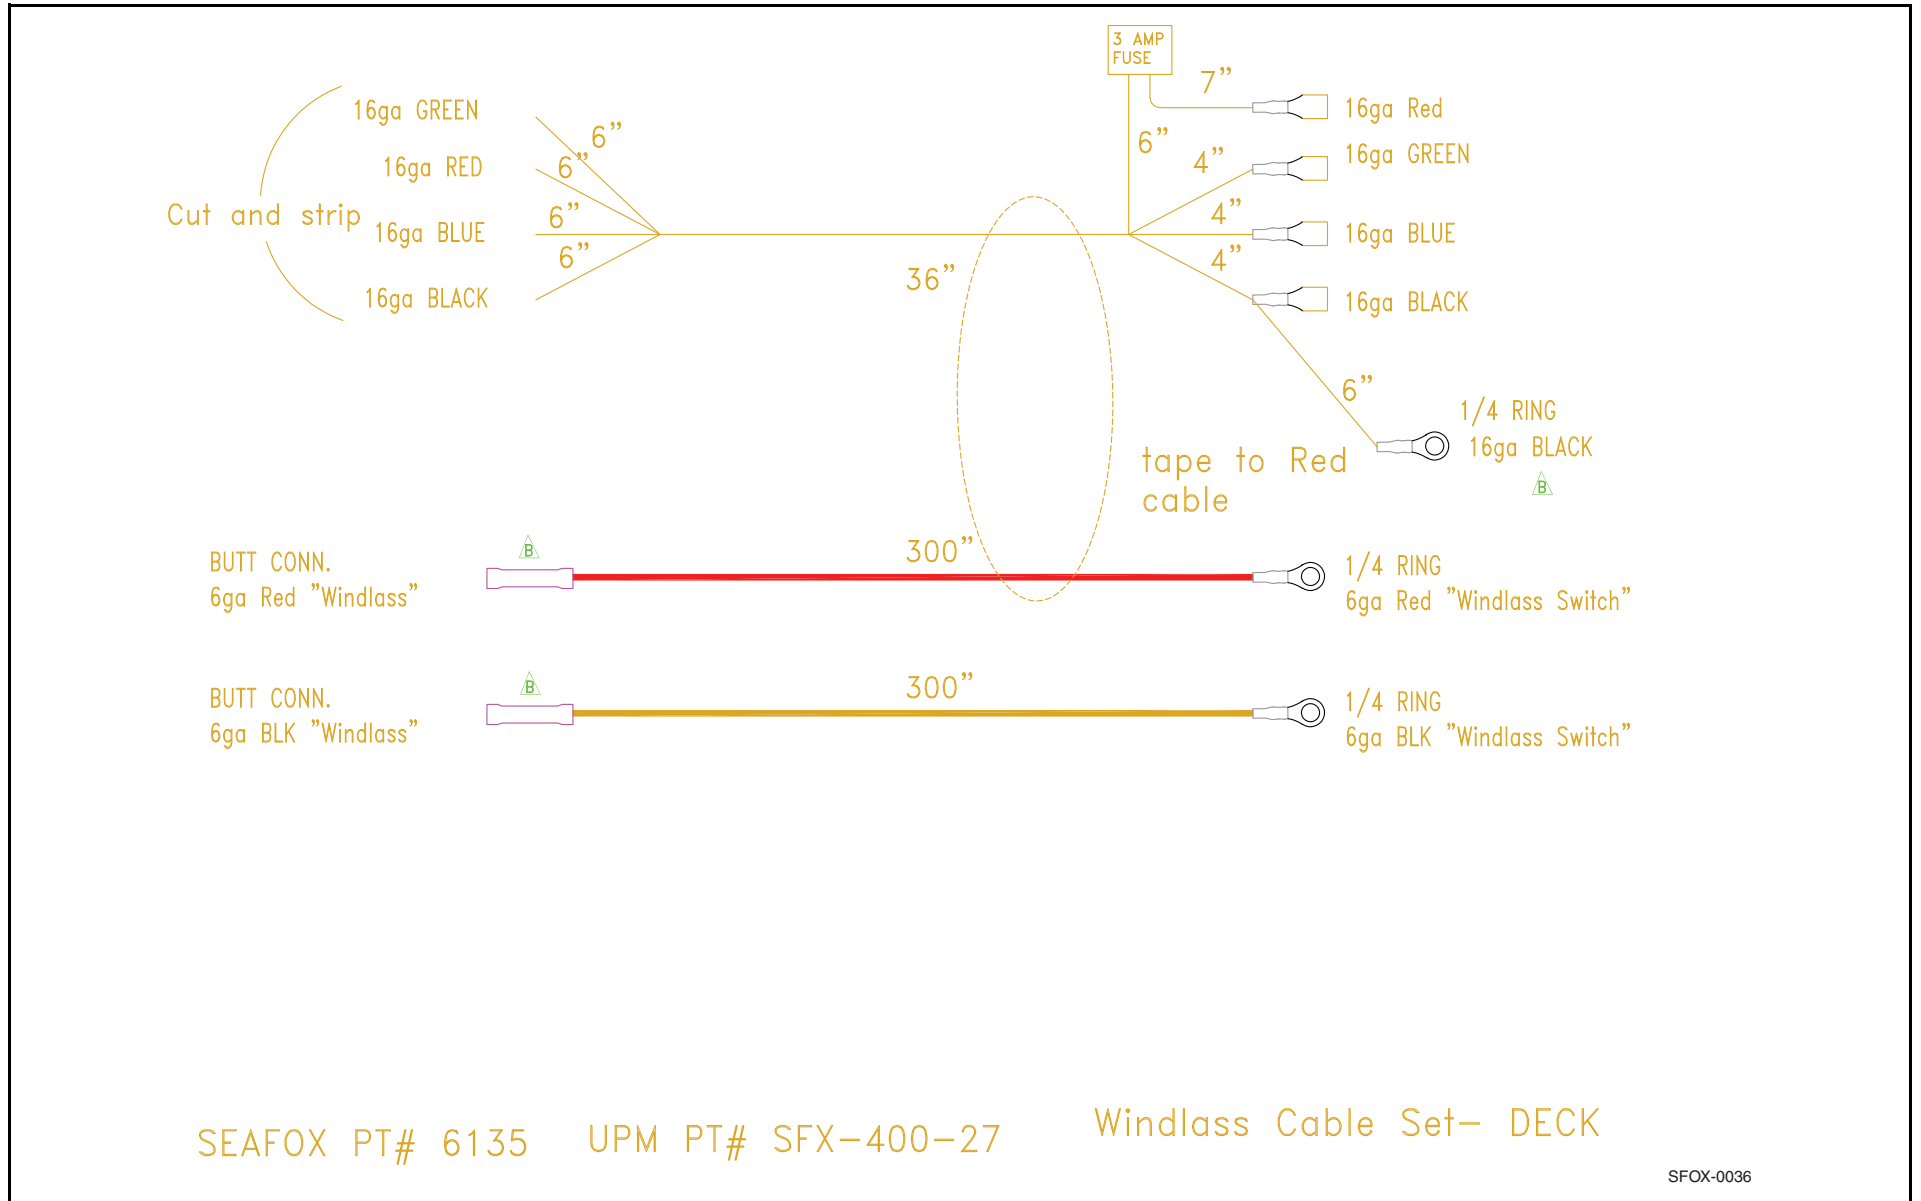 3 AMP
FUSE
7”
16ga GREEN
6”
16ga Red
6”
16ga RED
6”
4”
16ga GREEN
Cut and strip
16ga BLUE
6”
4”
16ga BLUE
16ga BLACK
6”
36”
4”
16ga BLACK
6”
1/4 RING
16ga BLACK
B
tape to Red
cable
BUTT CONN.
6ga Red ”Windlass”
B
300”
1/4 RING
6ga Red ”Windlass Switch”
BUTT CONN.
6ga BLK ”Windlass”
B
300”
1/4 RING
6ga BLK ”Windlass Switch”
SEAFOX PT# 6135
UPM PT# SFX-400-27
Windlass Cable Set- DECK
SFOX-0036